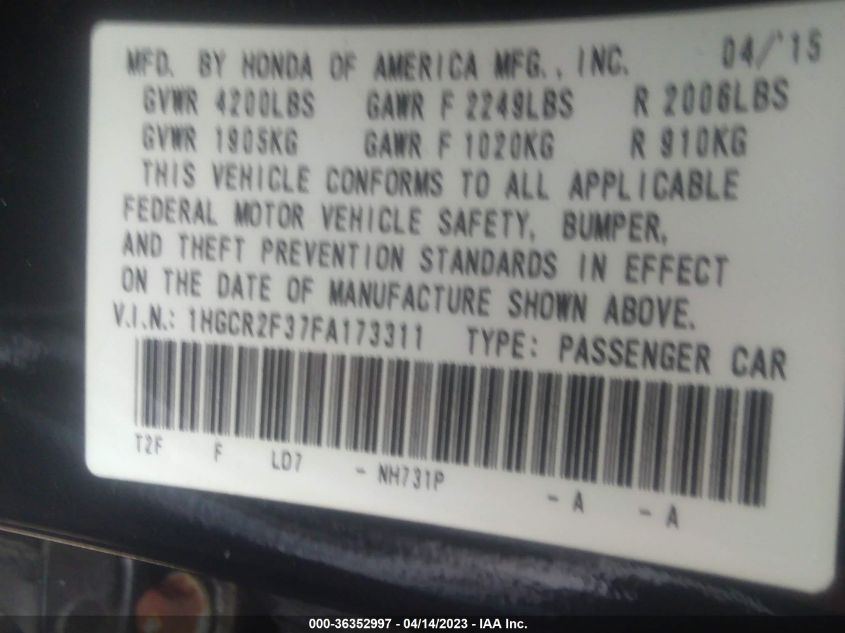 MFD. BY HONDA OF AMERICA MFG., INC. 04/'15
GVWR 4200LBS GAWR F 2249LBS R 2006LBS
GVWR 1905KG GAWR F 1020KG R 910KG
THIS VEHICLE CONFORMS TO ALL APPLICABLE
FEDERAL MOTOR VEHICLE SAFETY, BUMPER,
AND THEFT PREVENTION STANDARDS IN EFFECT
ON THE DATE OF MANUFACTURE SHOWN ABOVE.
V.I.N.: 1HGCR2F37FA173311 TYPE: PASSENGER CAR
T2F F LD7 - NH731P - A - A
000-36352997 - 04/14/2023 - IAA Inc.